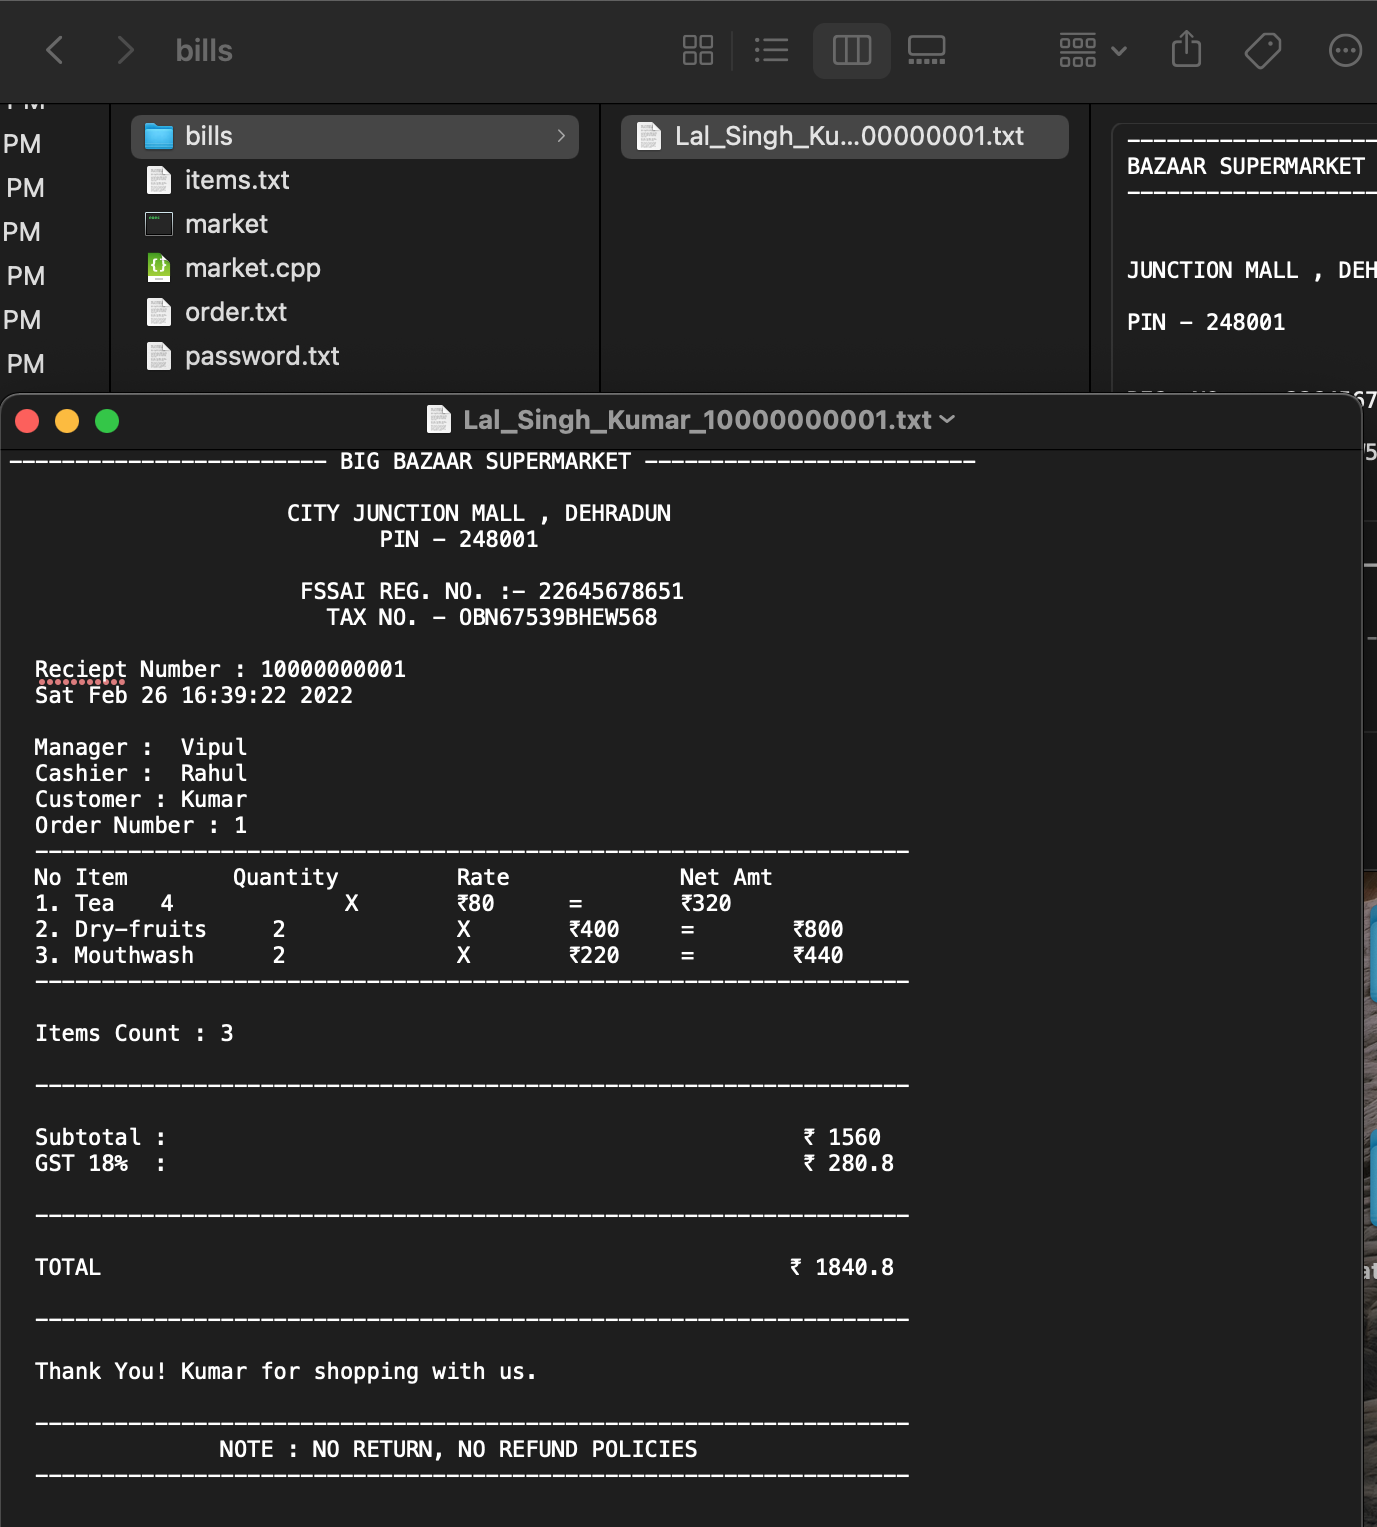 bills
PM
PM
PM
PM
PM
PM
bills
items.txt
market
market.cpp
order.txt
password.txt
Lal_Singh_Ku...00000001.txt
BAZAAR SUPERMARKET
JUNCTION MALL , DEH
PIN - 248001
Lal_Singh_Kumar_10000000001.txt
------------------------ BIG BAZAAR SUPERMARKET -------------------------
CITY JUNCTION MALL , DEHRADUN
PIN - 248001
FSSAI REG. NO. :- 22645678651
TAX NO. - OBN67539BHEW568
Reciept Number : 10000000001
Sat Feb 26 16:39:22 2022
Manager :  Vipul
Cashier :  Rahul
Customer : Kumar
Order Number : 1
------------------------------------------------------------------
No Item        Quantity         Rate             Net Amt
1. Tea   4             X       ₹80      =       ₹320
2. Dry-fruits     2             X       ₹400     =       ₹800
3. Mouthwash      2             X       ₹220     =       ₹440
------------------------------------------------------------------
Items Count : 3
------------------------------------------------------------------
Subtotal :                                                ₹ 1560
GST 18%  :                                                ₹ 280.8
------------------------------------------------------------------
TOTAL                                                    ₹ 1840.8
------------------------------------------------------------------
Thank You! Kumar for shopping with us.
------------------------------------------------------------------
NOTE : NO RETURN, NO REFUND POLICIES
------------------------------------------------------------------